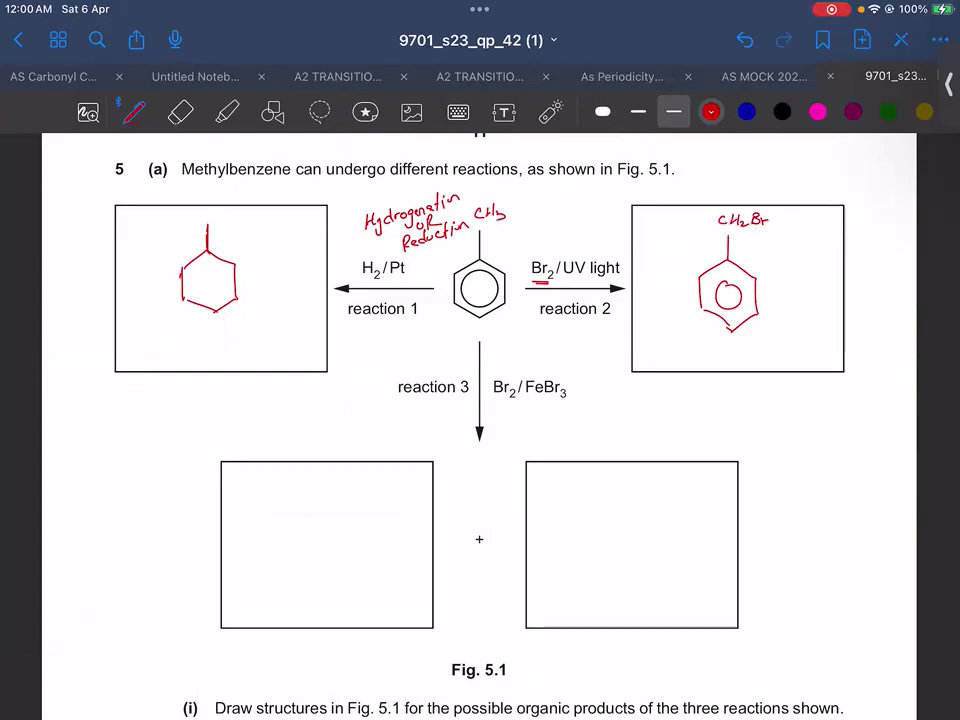 12:00 AM Sat 6 Apr
100%
9701_s23_qp_42 (1)
AS Carbonyl C...
Untitled Noteb...
A2 TRANSITIO...
A2 TRANSITIO...
As Periodicity...
AS MOCK 202...
9701_s23...
5 (a) Methylbenzene can undergo different reactions, as shown in Fig. 5.1.
Hydrogenation
OR
Reduction
CH3
CH2Br
H2/Pt
reaction 1
Br2/UV light
reaction 2
reaction 3
Br2/FeBr3
+
Fig. 5.1
(i) Draw structures in Fig. 5.1 for the possible organic products of the three reactions shown.